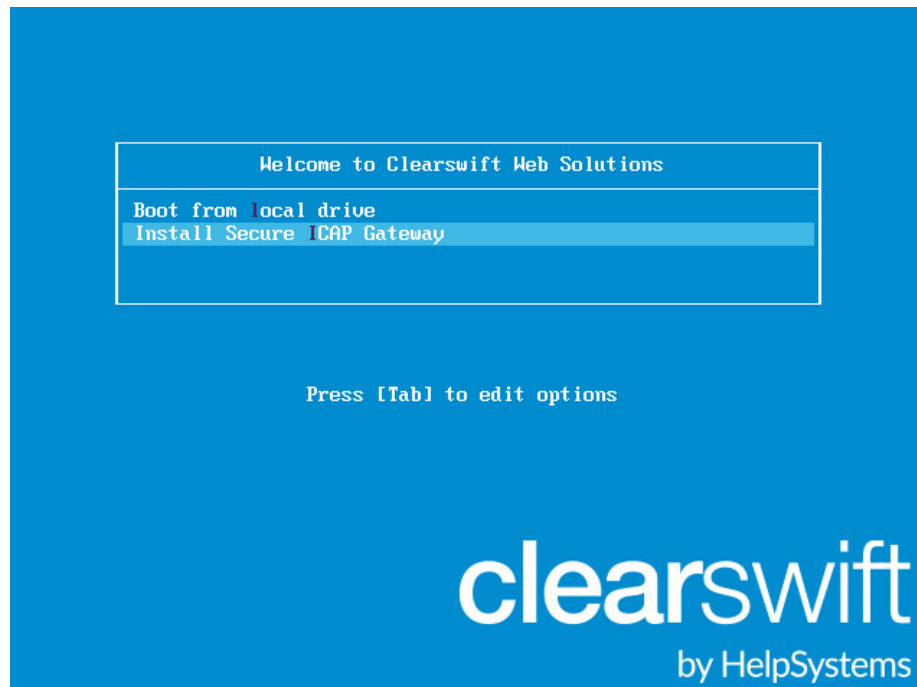 Welcome to Clearswift Web Solutions
Boot from local drive
Install Secure ICAP Gateway
Press [Tab] to edit options
clearswift
by HelpSystems